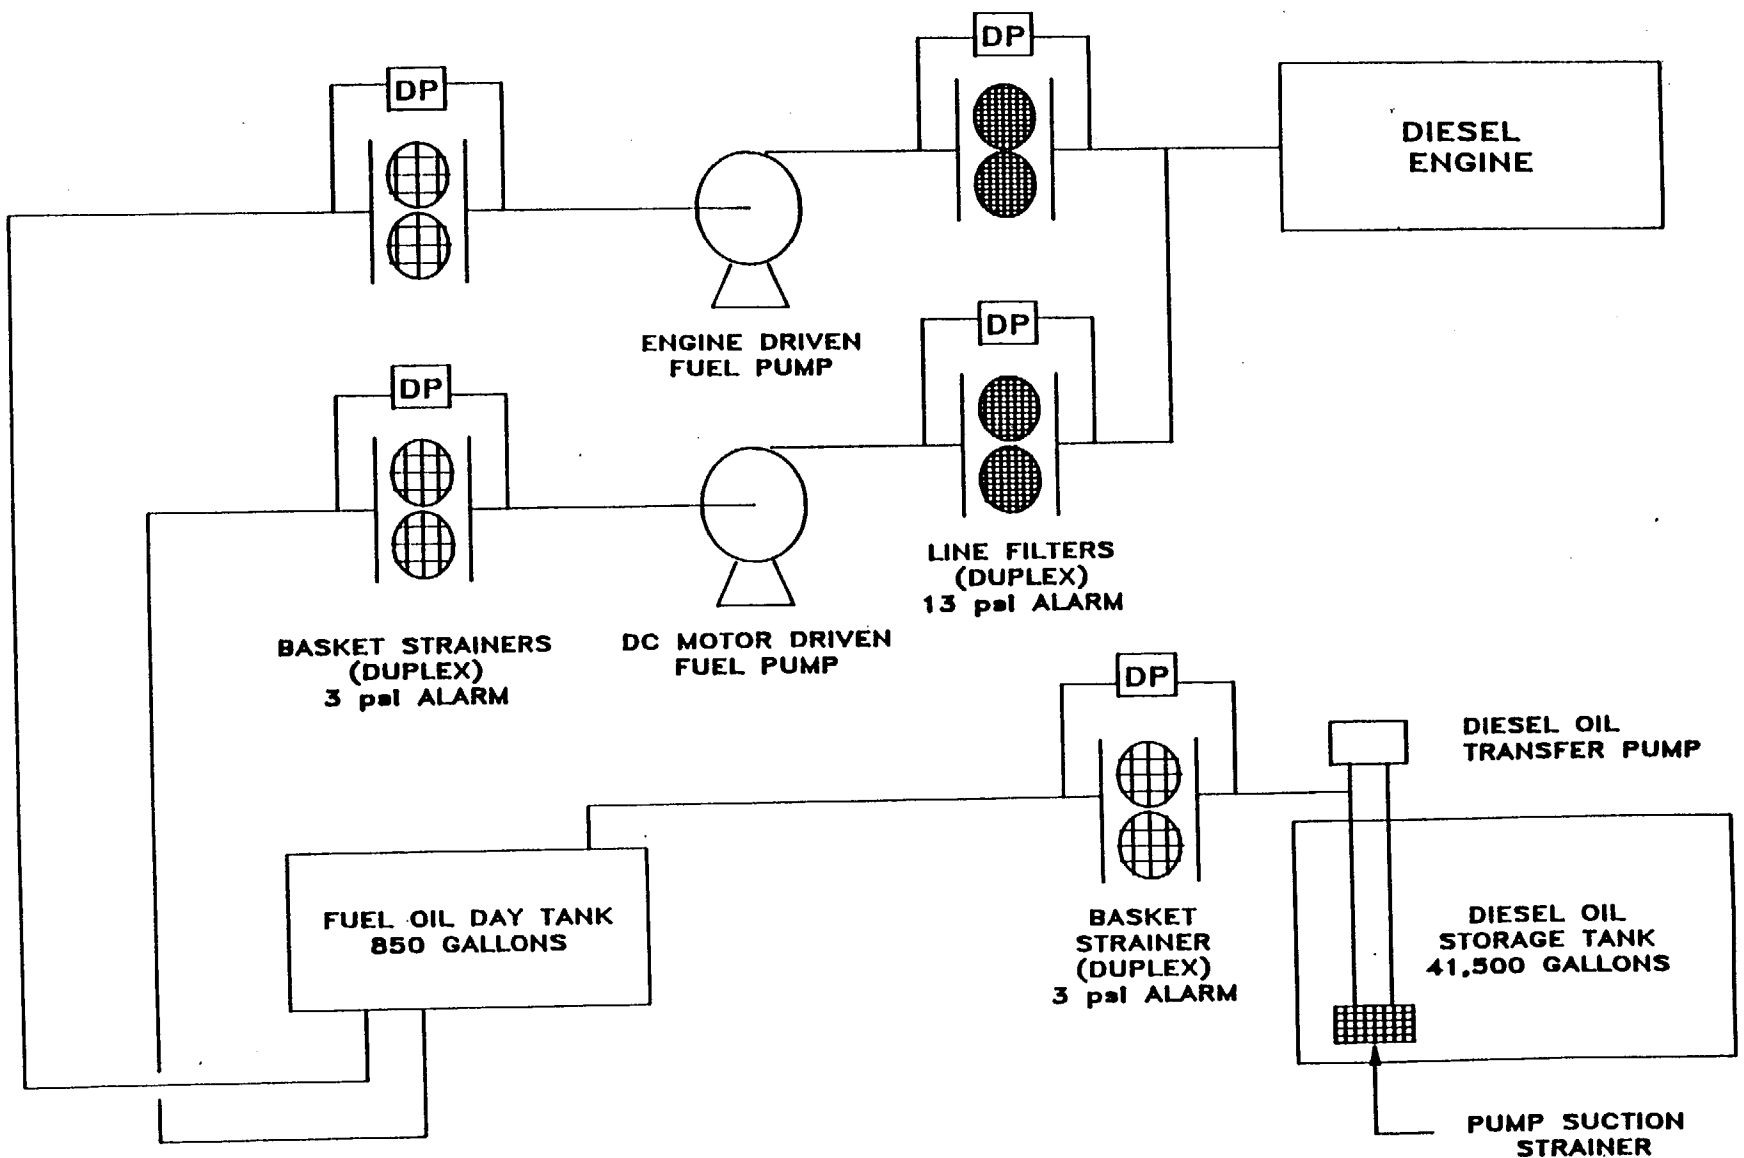 DP
DP
DIESEL
ENGINE
ENGINE DRIVEN
FUEL PUMP
DP
DP
LINE FILTERS
(DUPLEX)
13 psi ALARM
BASKET STRAINERS
(DUPLEX)
3 psi ALARM
DC MOTOR DRIVEN
FUEL PUMP
DP
DIESEL OIL
TRANSFER PUMP
FUEL OIL DAY TANK
850 GALLONS
BASKET
STRAINER
(DUPLEX)
3 psi ALARM
DIESEL OIL
STORAGE TANK
41,500 GALLONS
PUMP SUCTION
STRAINER